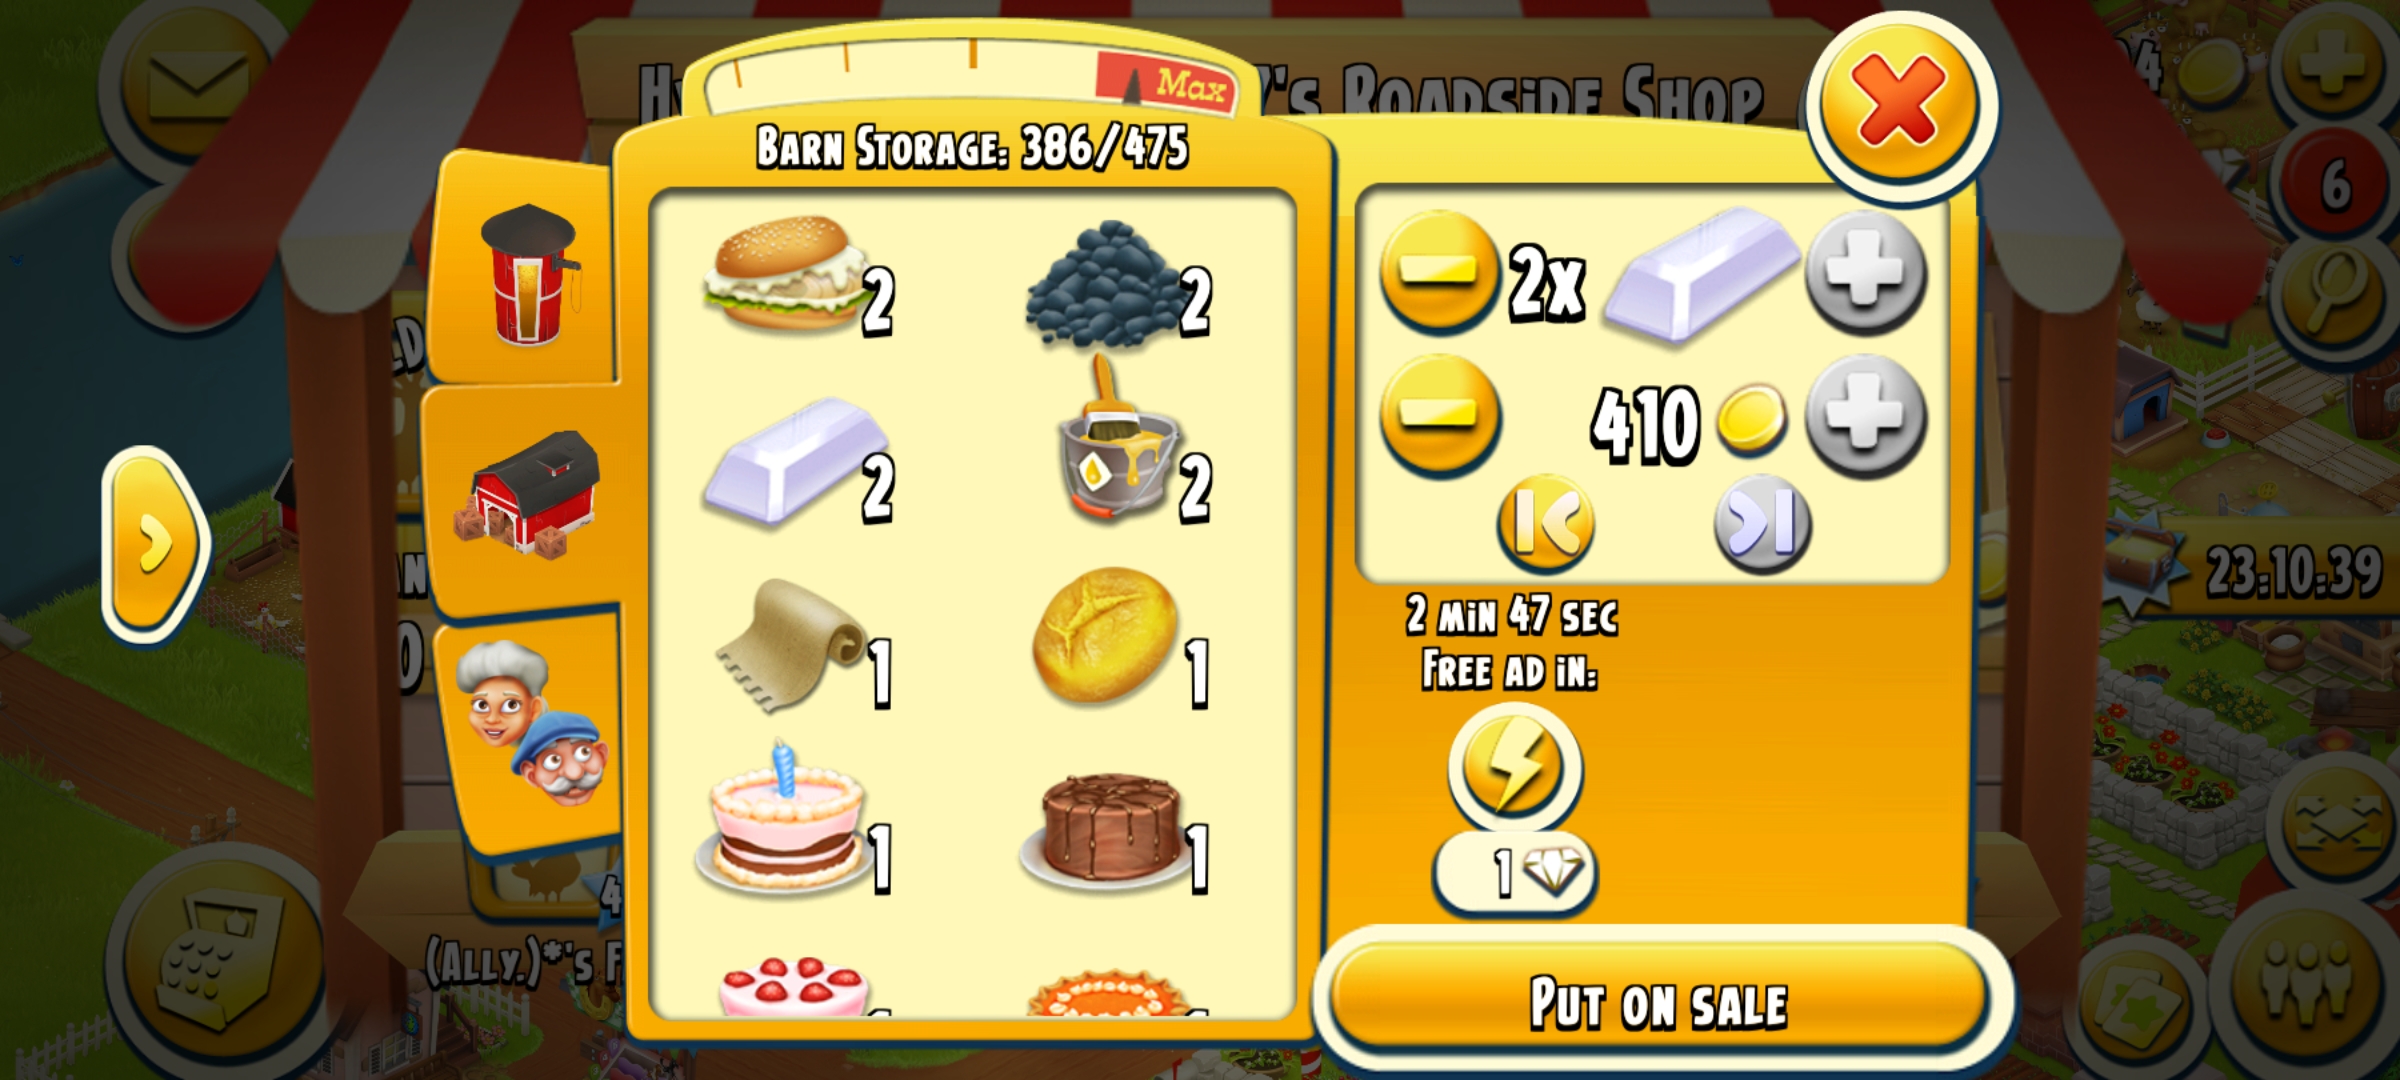 's Roadside Shop
Max
Barn Storage: 386/475
2
2
2
2
1
1
1
1
2x
410
2 min 47 sec
Free ad in:
1
Put on sale
6
23:10:39
(Ally.)*'s